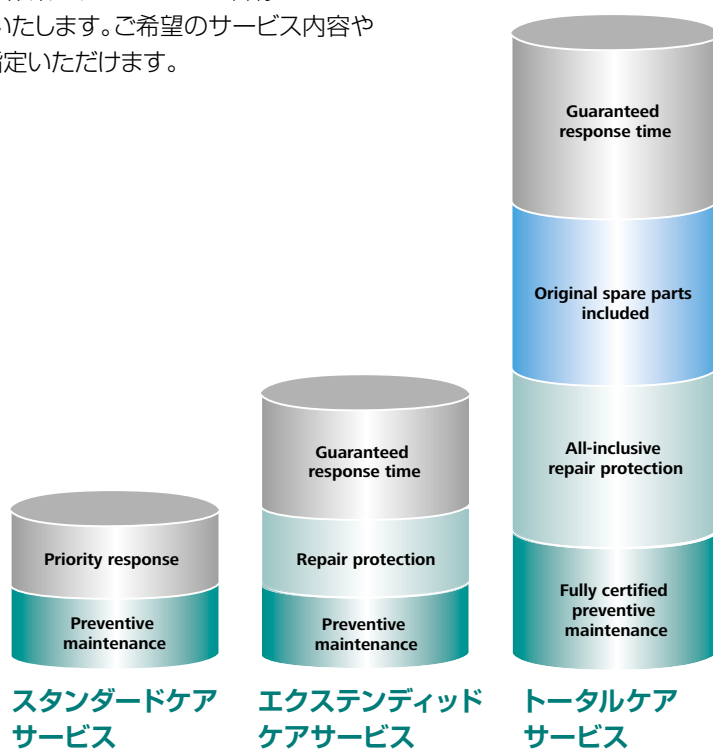 いたします。ご希望のサービス内容や
指定いただけます。
Guaranteed
response time
Original spare parts
included
Guaranteed
response time
All-inclusive
repair protection
Priority response
Repair protection
Fully certified
preventive
maintenance
Preventive
maintenance
Preventive
maintenance
スタンダードケア
サービス
エクステンディッド
ケアサービス
トータルケア
サービス